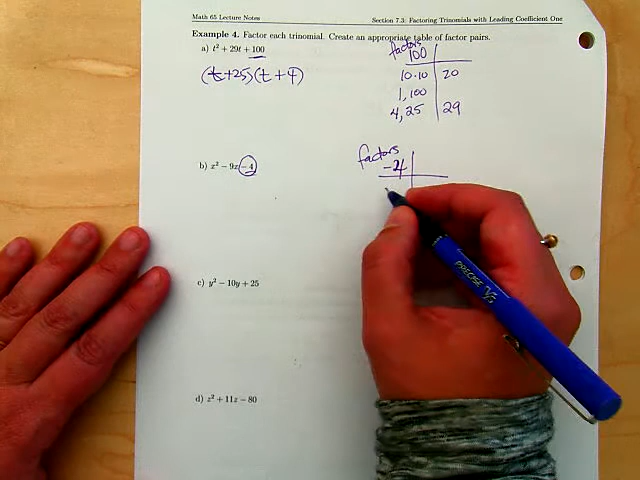 Math 65 Lecture Notes
Section 7.3: Factoring Trinomials with Leading Coefficient One
Example 4. Factor each trinomial. Create an appropriate table of factor pairs.
a) t² + 29t + 100
(t+25)(t+4)
factors
100
10·10 20
1, 100
4, 25 29
b) x² − 9x − 4
factors
-4
c) y² − 10y + 25
d) z² + 11z − 80
PRECISE V5